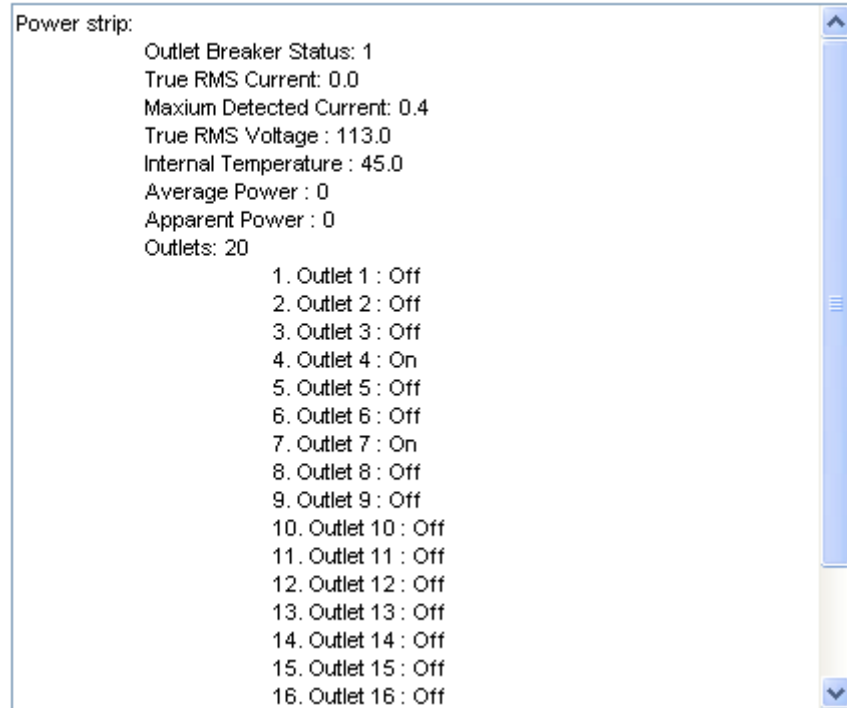 Power strip:
Outlet Breaker Status: 1
True RMS Current: 0.0
Maxium Detected Current: 0.4
True RMS Voltage : 113.0
Internal Temperature : 45.0
Average Power : 0
Apparent Power : 0
Outlets: 20
1. Outlet 1 : Off
2. Outlet 2 : Off
3. Outlet 3 : Off
4. Outlet 4 : On
5. Outlet 5 : Off
6. Outlet 6 : Off
7. Outlet 7 : On
8. Outlet 8 : Off
9. Outlet 9 : Off
10. Outlet 10 : Off
11. Outlet 11 : Off
12. Outlet 12 : Off
13. Outlet 13 : Off
14. Outlet 14 : Off
15. Outlet 15 : Off
16. Outlet 16 : Off